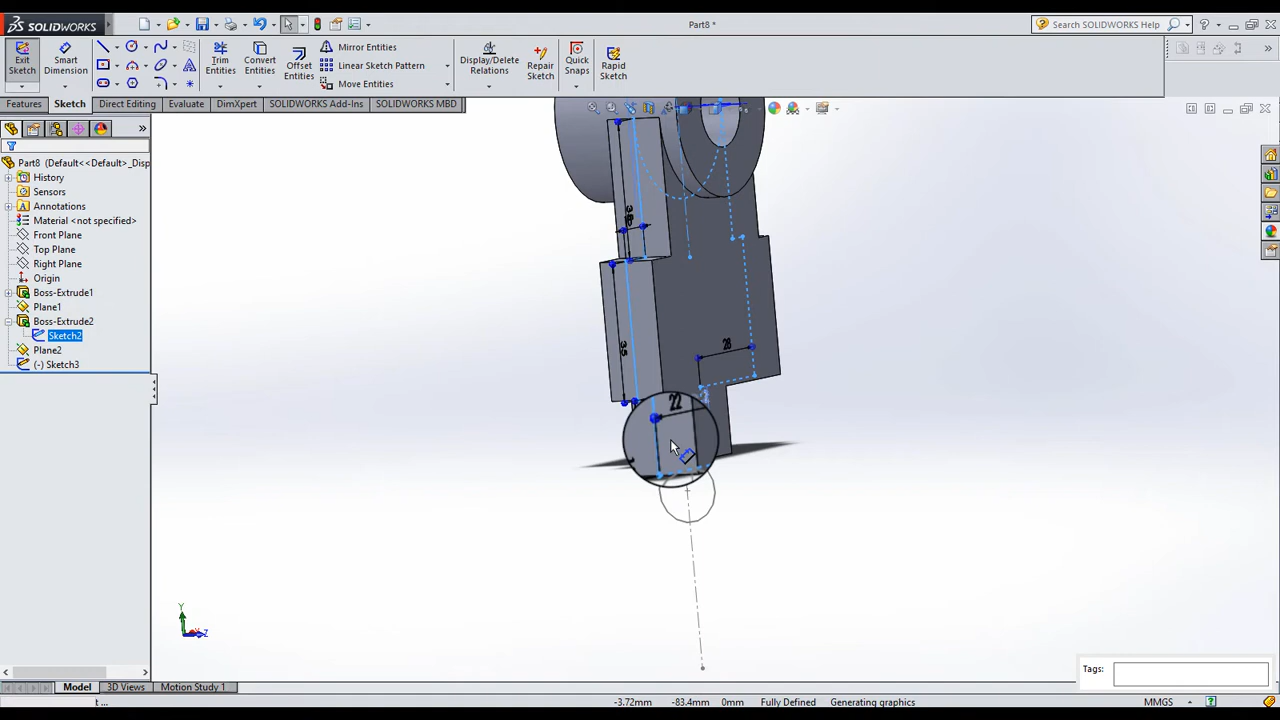 SOLIDWORKS
Part8 *
Search SOLIDWORKS Help
Exit Sketch
Smart Dimension
Trim Entities
Convert Entities
Offset Entities
Mirror Entities
Linear Sketch Pattern
Move Entities
Display/Delete Relations
Repair Sketch
Quick Snaps
Rapid Sketch
Features
Sketch
Direct Editing
Evaluate
DimXpert
SOLIDWORKS Add-Ins
SOLIDWORKS MBD
Part8 (Default<<Default>_Disp
History
Sensors
Annotations
Material <not specified>
Front Plane
Top Plane
Right Plane
Origin
Boss-Extrude1
Plane1
Boss-Extrude2
Sketch2
Plane2
(-) Sketch3
35
28
22
Y
Z
Tags:
Model
3D Views
Motion Study 1
t ...
-3.72mm
-83.4mm
0mm
Fully Defined
Generating graphics
MMGS